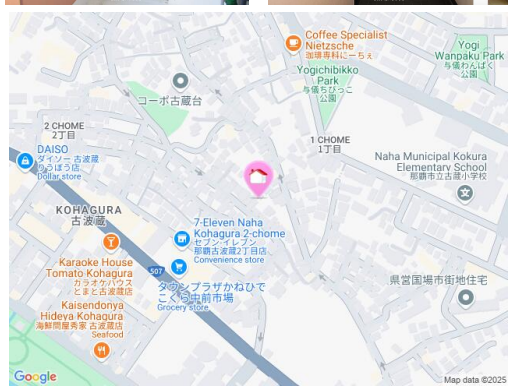 Coffee Specialist
Nietzsche
珈琲専科にーちぇ
Yogi
Wanpaku Park
与儀わんぱく
公園
Yogichibikko
Park
与儀ちびっこ
公園
コーポ古蔵台
2 CHOME
2丁目
1 CHOME
1丁目
DAISO
ダイソー 古波蔵
りうぼう店
Dollar store
Naha Municipal Kokura
Elementary School
那覇市立古蔵小学校
KOHAGURA
古波蔵
7-Eleven Naha
Kohagura 2-chome
セブン-イレブン
那覇古波蔵2丁目店
Convenience store
Karaoke House
Tomato Kohagura
カラオケハウス
とまと古波蔵店
507
タウンプラザかねひで
こくら中前市場
Grocery store
県営国場市街地住宅
Kaisendonya
Hideya Kohagura
海鮮問屋秀家 古波蔵店
Seafood
Google
Map data ©2025